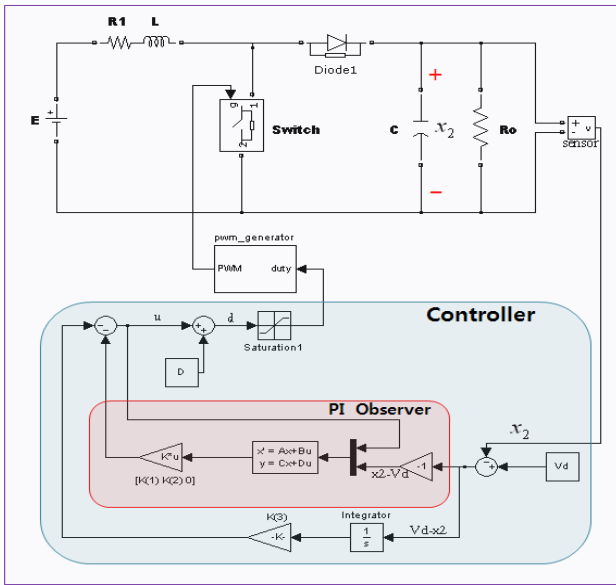 R1 L
Diode1
E
+
g 1
2
Switch
+
C
x2
−
Ro
+
- v
sensor
pwm_generator
PWM duty
Controller
u
d
Saturation1
D
PI Observer
x2
x' = Ax+Bu
y = Cx+Du
K*u
-1
Vd
x2-Vd
[K(1) K(2) 0]
K(3)
Integrator
-K-
1
s
Vd-x2